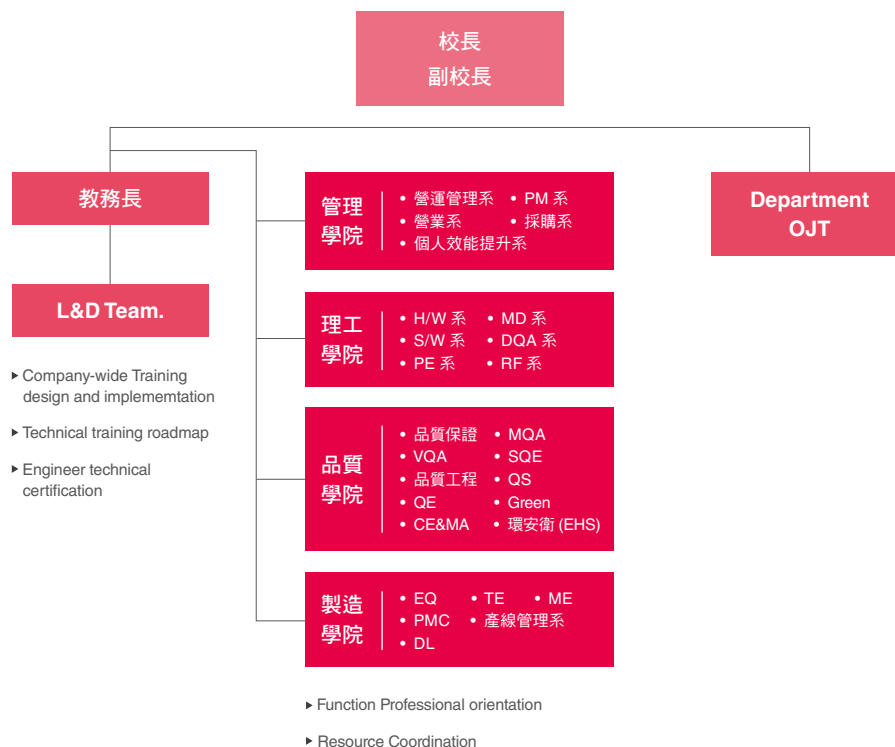 校長
副校長
教務長
L&D Team.
▸ Company-wide Training
design and implememtation
▸ Technical training roadmap
▸ Engineer technical
certification
管理
學院
• 營運管理系 • PM 系
• 營業系 • 採購系
• 個人效能提升系
理工
學院
• H/W 系 • MD 系
• S/W 系 • DQA 系
• PE 系 • RF 系
品質
學院
• 品質保證 • MQA
• VQA • SQE
• 品質工程 • QS
• QE • Green
• CE&MA • 環安衛 (EHS)
製造
學院
• EQ • TE • ME
• PMC • 產線管理系
• DL
▸ Function Professional orientation
▸ Resource Coordination
Department
OJT